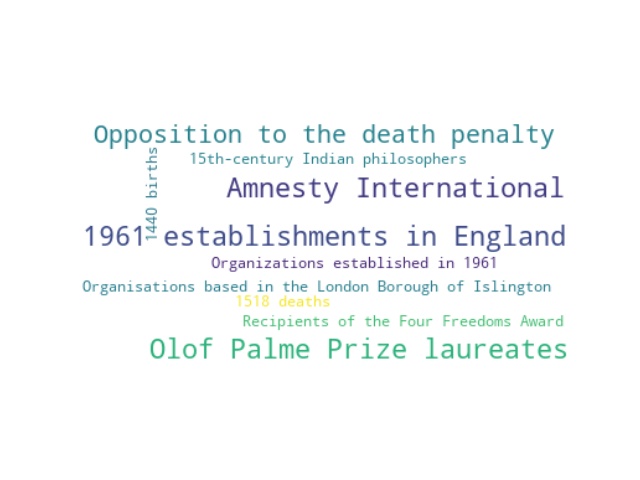 Opposition to the death penalty
15th-century Indian philosophers
1440 births
Amnesty International
1961 establishments in England
Organizations established in 1961
Organisations based in the London Borough of Islington
1518 deaths
Recipients of the Four Freedoms Award
Olof Palme Prize laureates